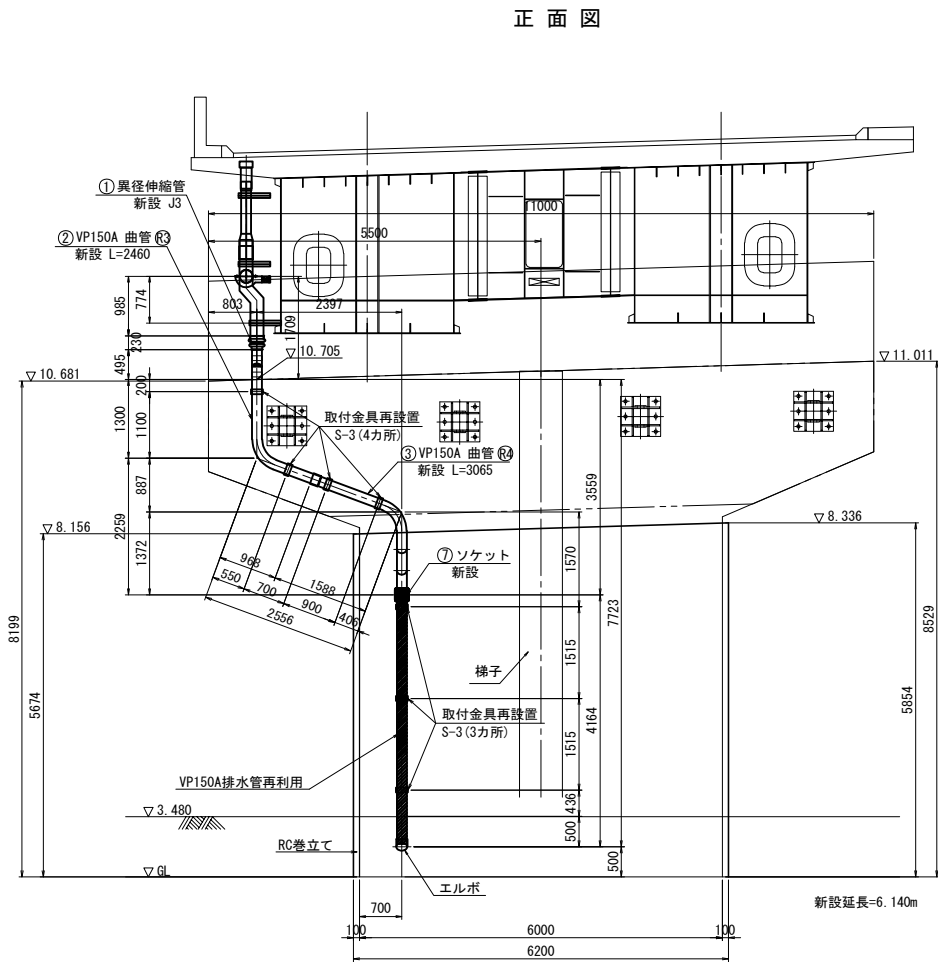 正 面 図
① 異径伸縮管
新設 J3
1000
5500
② VP150A 曲管 R3
新設 L=2460
803
2397
985
774
230
1709
495
200
▽ 10.705
▽ 11.011
▽ 10.681
1300
1100
取付金具再設置
S-3(4カ所)
③ VP150A 曲管 R4
新設 L=3065
887
3559
2259
1372
▽ 8.156
▽ 8.336
968
550
700
1588
900
406
2556
⑦ ソケット
新設
1570
7723
8199
8529
5674
5854
梯子
1515
取付金具再設置
S-3(3カ所)
4164
1515
VP150A排水管再利用
436
▽ 3.480
500
RC巻立て
500
▽ GL
エルボ
新設延長=6.140m
700
100
6000
100
6200